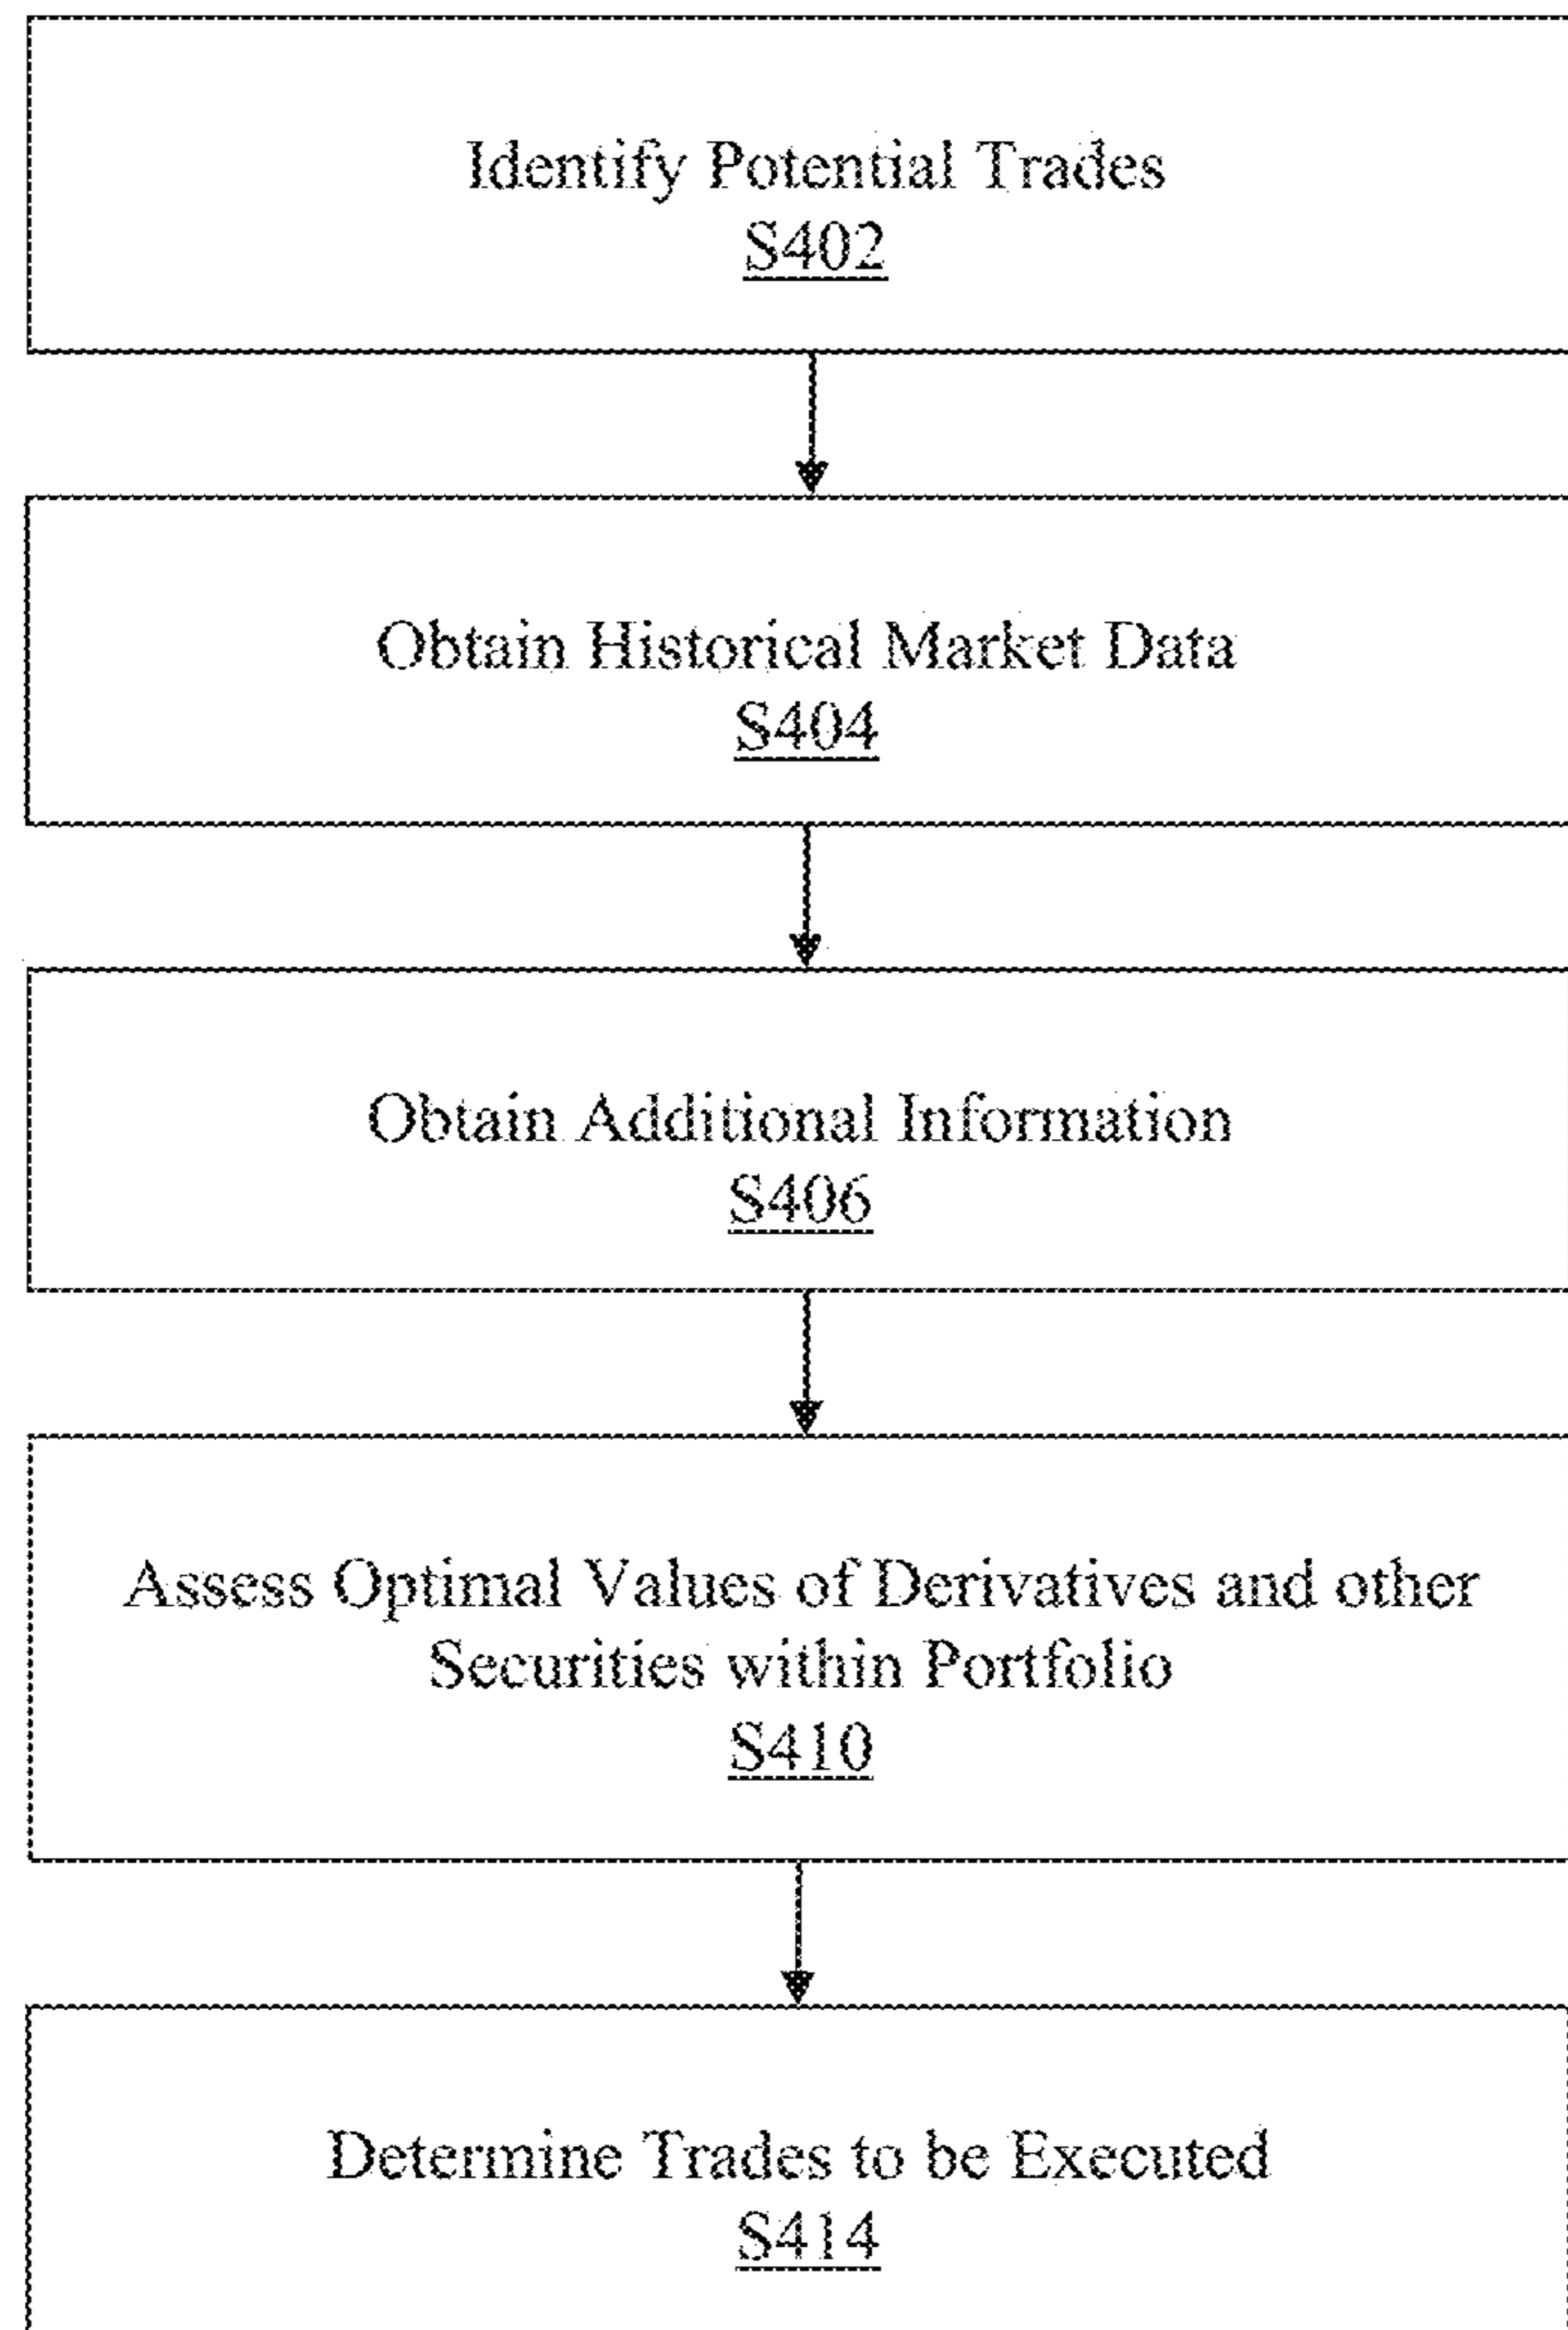 Identify Potential Trades
S402
Obtain Historical Market Data
S404
Obtain Additional Information
S406
Assess Optimal Values of Derivatives and other
Securities within Portfolio
S410
Determine Trades to be Executed
S414